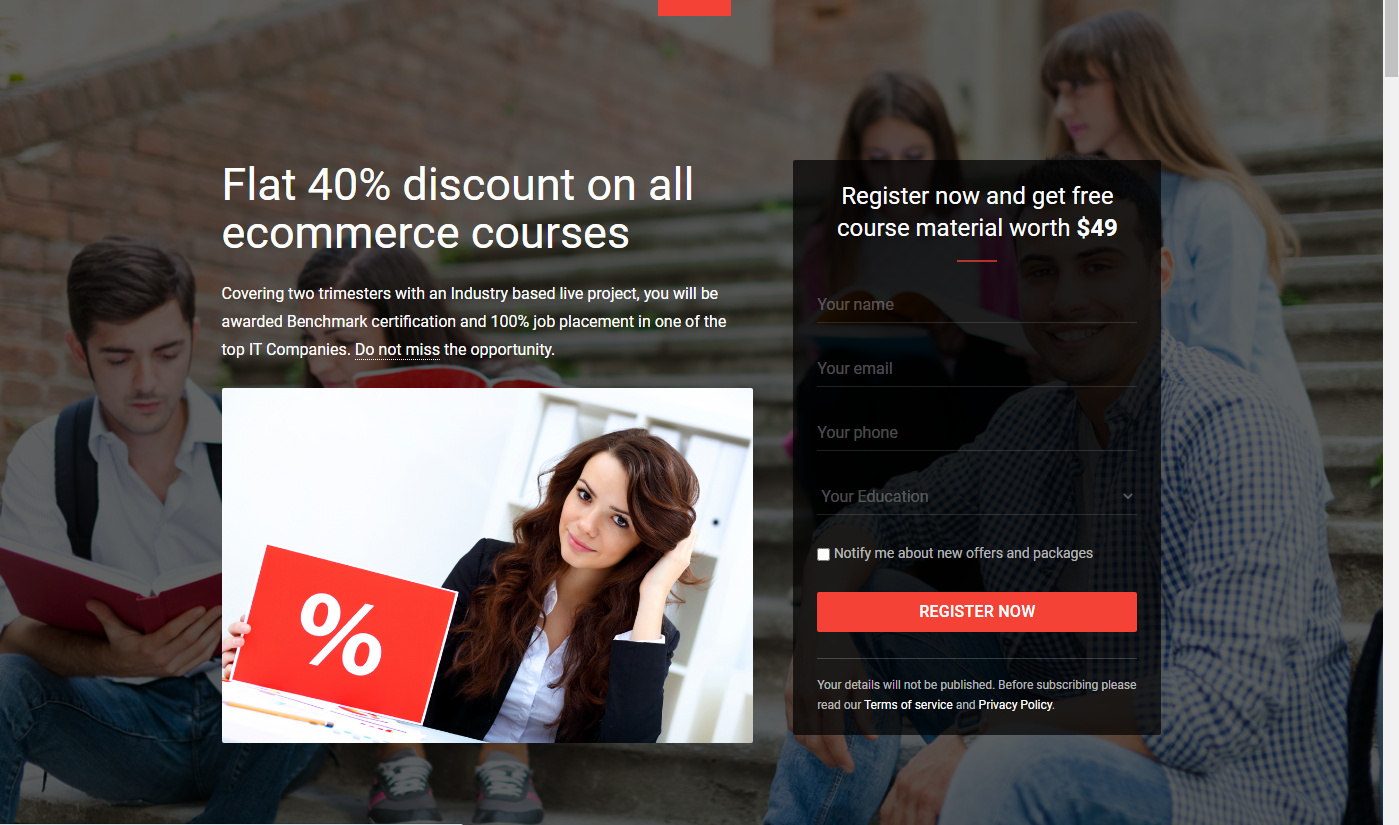 Flat 40% discount on all
ecommerce courses
Covering two trimesters with an Industry based live project, you will be
awarded Benchmark certification and 100% job placement in one of the
top IT Companies. Do not miss the opportunity.
%
Register now and get free
course material worth $49
Your name
Your email
Your phone
Your Education
Notify me about new offers and packages
REGISTER NOW
Your details will not be published. Before subscribing please
read our Terms of service and Privacy Policy.